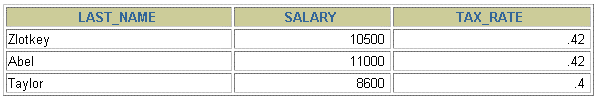 LAST_NAME SALARY TAX_RATE
Zlotkey 10500 .42
Abel 11000 .42
Taylor 8600 .4